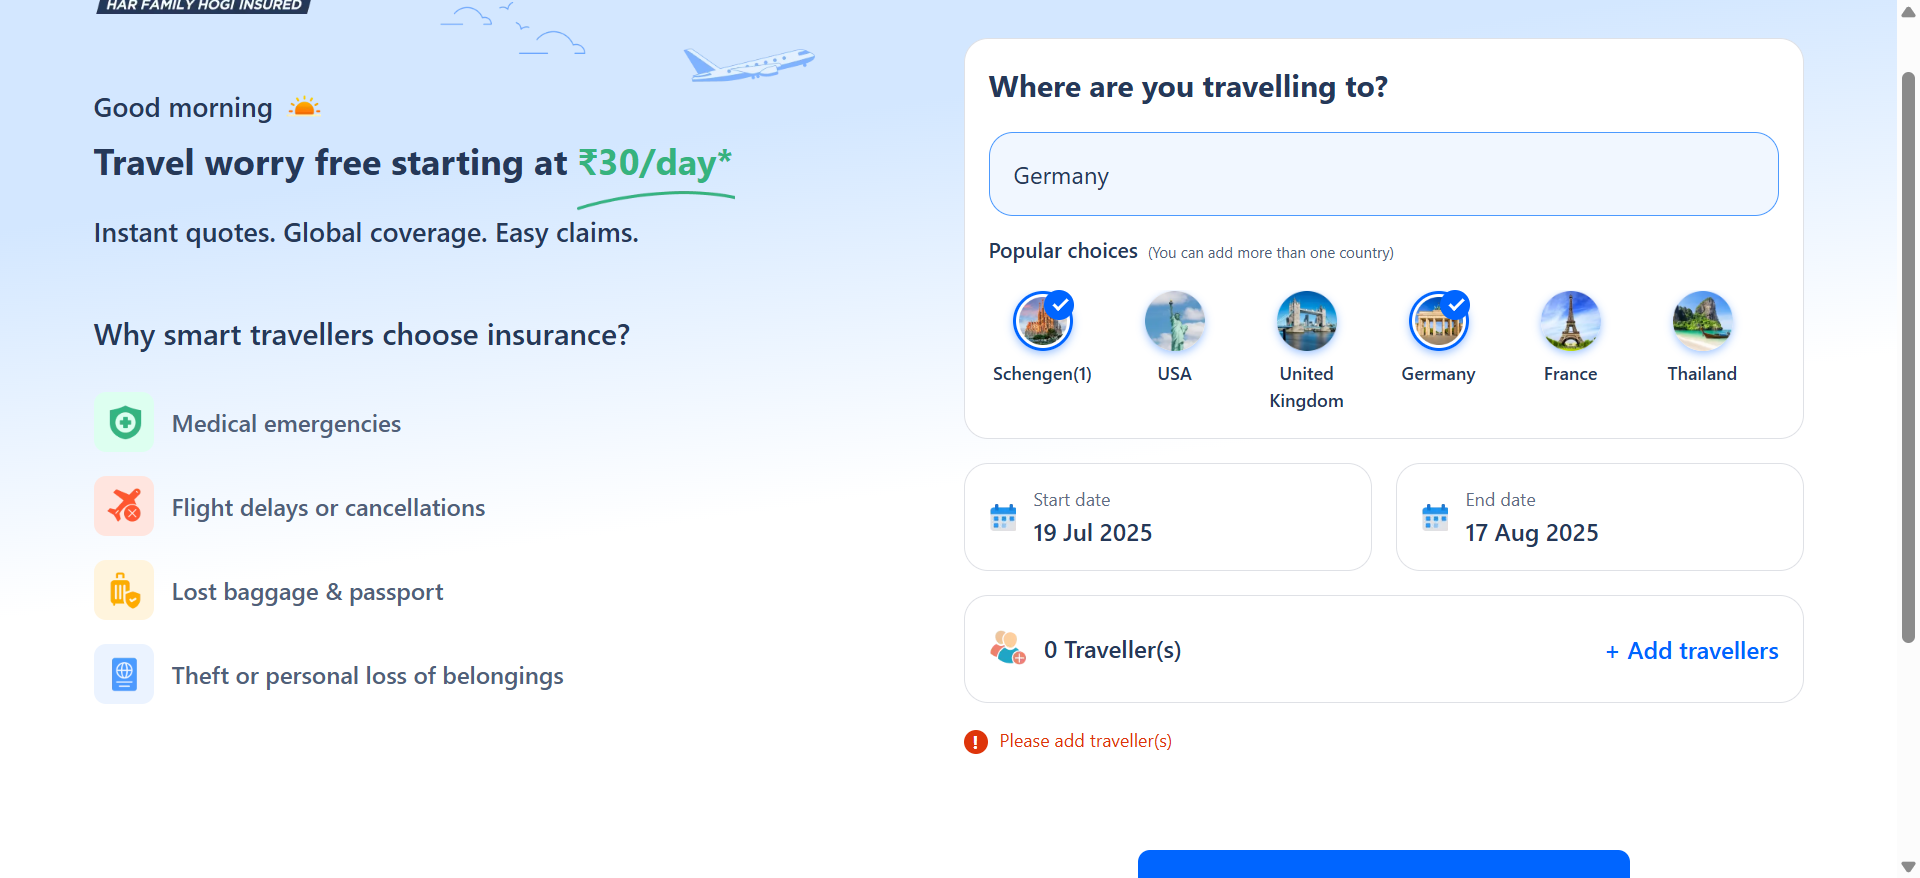 HAR FAMILY HOGI INSURED
Good morning
Travel worry free starting at ₹30/day*
Instant quotes. Global coverage. Easy claims.
Why smart travellers choose insurance?
Medical emergencies
Flight delays or cancellations
Lost baggage & passport
Theft or personal loss of belongings
Where are you travelling to?
Germany
Popular choices (You can add more than one country)
Schengen(1)
USA
United
Kingdom
Germany
France
Thailand
Start date
19 Jul 2025
End date
17 Aug 2025
0 Traveller(s)
+ Add travellers
Please add traveller(s)